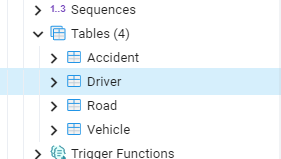 1..3 Sequences
Tables (4)
Accident
Driver
Road
Vehicle
Trigger Functions